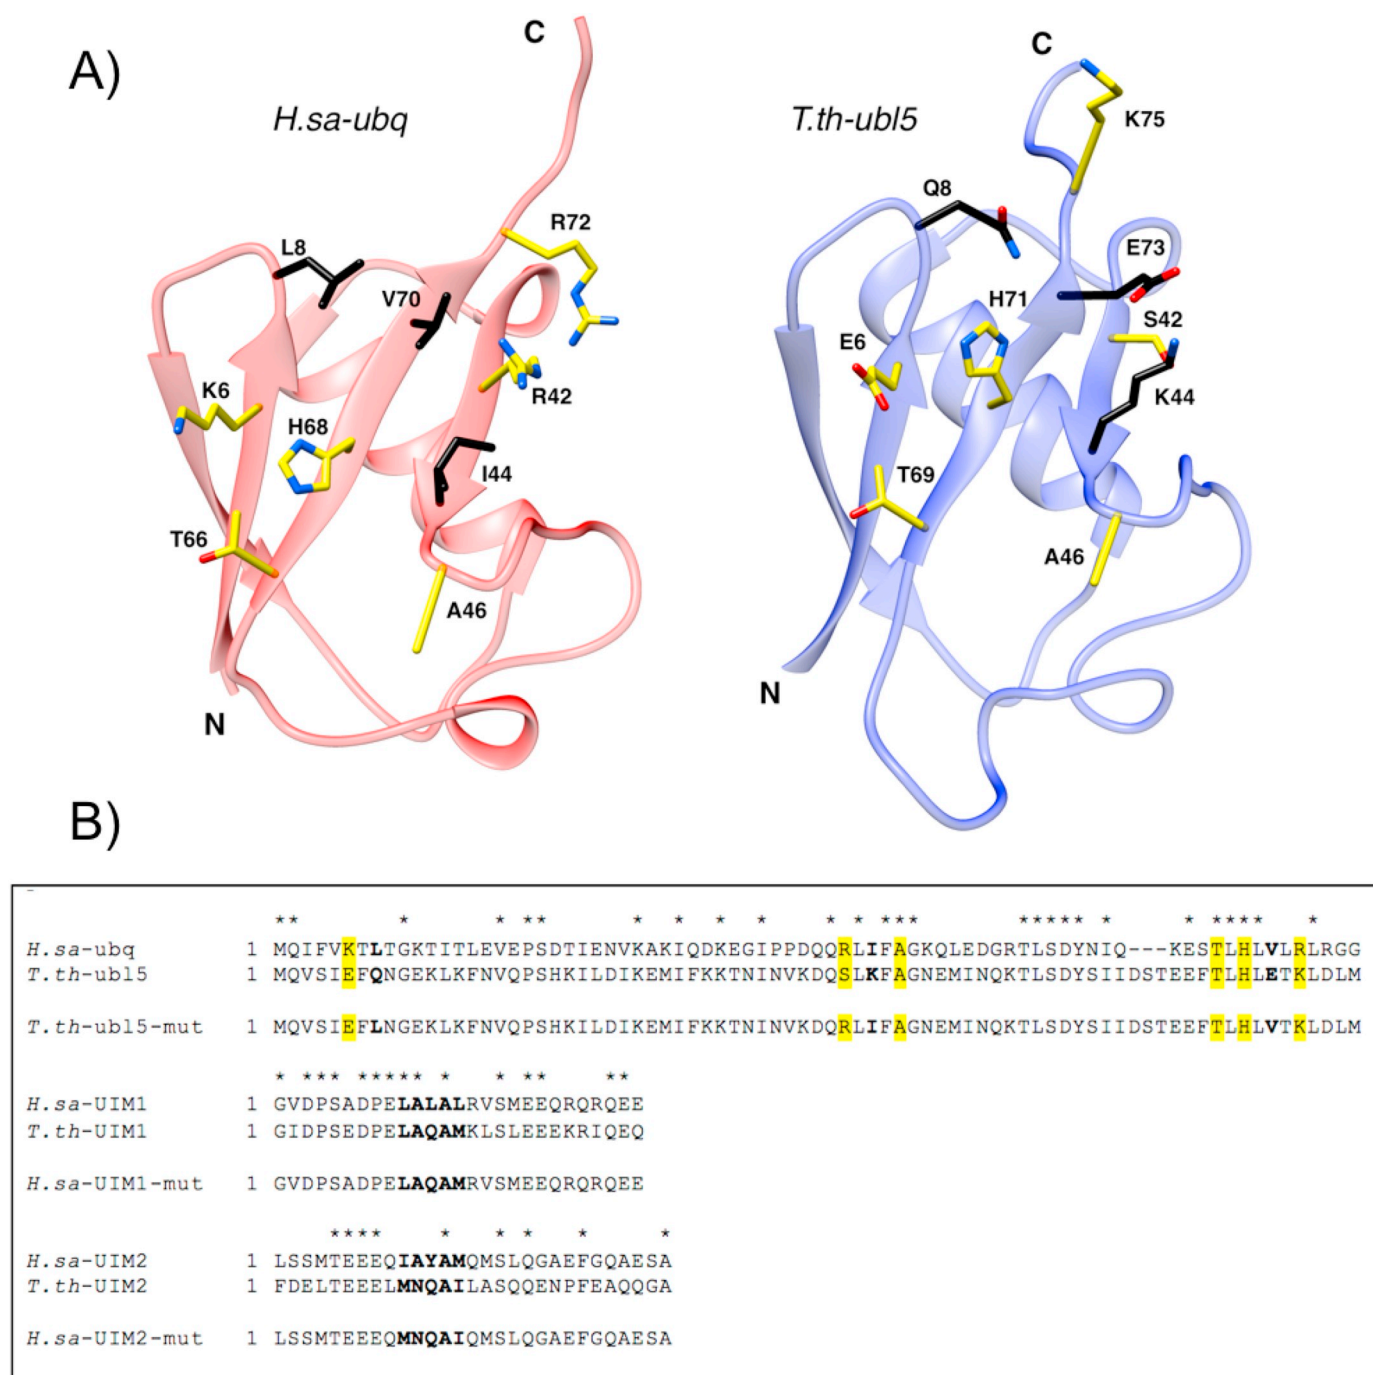 A)
C
C
H.sa-ubq
T.th-ubl5
K75
Q8
R72
L8
E73
V70
H71
S42
E6
K6
R42
K44
H68
I44
T69
T66
A46
A46
N
N
B)
** * * ** * * * * * * *** ***** * * **** *
H.sa-ubq 1 MQIFVKTLTGKTITLEVEPSDTIENVKAKIQDKEGIPPDQQRLIFAGKQLEDGRTLSDYNIQ---KESTLHLVLRLRGG
T.th-ubl5 1 MQVSIEFQNGEKLKFNVQPSHKILDIKEMIFKKTNINVKDQSLKFAGNEMINQKTLSDYSIIDSTEEFTLHLETKLDLM
T.th-ubl5-mut 1 MQVSIEFLNGEKLKFNVQPSHKILDIKEMIFKKTNINVKDQRLIFAGNEMINQKTLSDYSIIDSTEEFTLHLVTKLDLM
* *** ***** * * ** **
H.sa-UIM1 1 GVDPSADPELALALRVSMEEQRQRQEE
T.th-UIM1 1 GIDPSEDPELAQAMKLSLEEEKRIQEQ
H.sa-UIM1-mut 1 GVDPSADPELAQAMRVSMEEQRQRQEE
**** * * * * *
H.sa-UIM2 1 LSSMTEEEQIAYAMQMSLQGAEFGQAESA
T.th-UIM2 1 FDELTEEELMNQAILASQQENPFEAQQGA
H.sa-UIM2-mut 1 LSSMTEEEQMNQAIQMSLQGAEFGQAESA